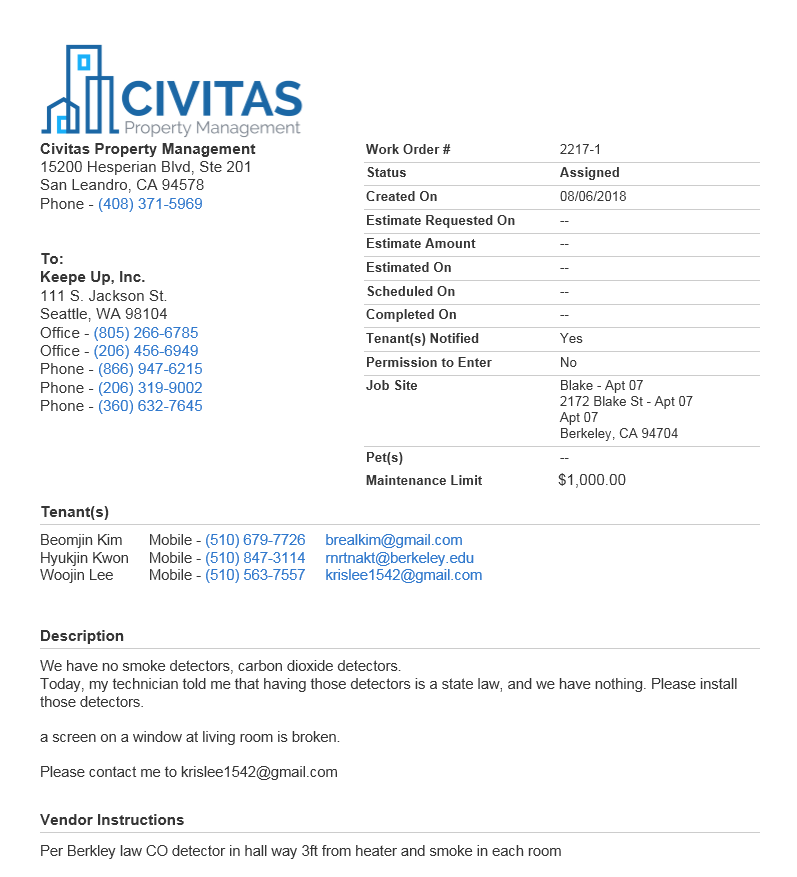 CIVITAS
Property Management
Civitas Property Management
15200 Hesperian Blvd, Ste 201
San Leandro, CA 94578
Phone - (408) 371-5969
To:
Keepe Up, Inc.
111 S. Jackson St.
Seattle, WA 98104
Office - (805) 266-6785
Office - (206) 456-6949
Phone - (866) 947-6215
Phone - (206) 319-9002
Phone - (360) 632-7645
Work Order # 2217-1
Status Assigned
Created On 08/06/2018
Estimate Requested On --
Estimate Amount --
Estimated On --
Scheduled On --
Completed On --
Tenant(s) Notified Yes
Permission to Enter No
Job Site Blake - Apt 07
2172 Blake St - Apt 07
Apt 07
Berkeley, CA 94704
Pet(s) --
Maintenance Limit $1,000.00
Tenant(s)
Beomjin Kim Mobile - (510) 679-7726 brealkim@gmail.com
Hyukjin Kwon Mobile - (510) 847-3114 rnrtnakt@berkeley.edu
Woojin Lee Mobile - (510) 563-7557 krislee1542@gmail.com
Description
We have no smoke detectors, carbon dioxide detectors.
Today, my technician told me that having those detectors is a state law, and we have nothing. Please install
those detectors.
a screen on a window at living room is broken.
Please contact me to krislee1542@gmail.com
Vendor Instructions
Per Berkley law CO detector in hall way 3ft from heater and smoke in each room